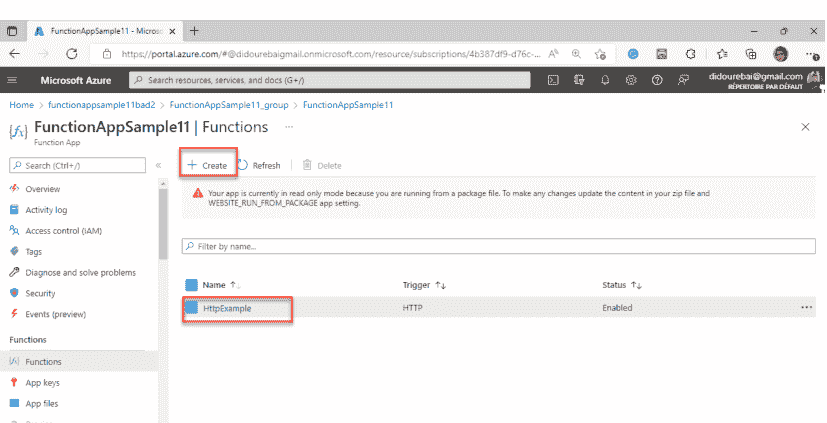 FunctionAppSample11 - Microso
https://portal.azure.com/#@didourebaigmail.onmicrosoft.com/resource/subscriptions/4b387df9-d76c-...
Microsoft Azure
Search resources, services, and docs (G+/)
didourebai@gmail.com
RÉPERTOIRE PAR DÉFAUT
Home > functionappsample11bad2 > FunctionAppSample11_group > FunctionAppSample11
FunctionAppSample11 | Functions ...
Function App
Search (Ctrl+/)
«
+ Create
Refresh
Delete
Overview
Activity log
Access control (IAM)
Tags
Diagnose and solve problems
Security
Events (preview)
Functions
Functions
App keys
App files
Your app is currently in read only mode because you are running from a package file. To make any changes update the content in your zip file and
WEBSITE_RUN_FROM_PACKAGE app setting.
Filter by name...
Name ↑↓
Trigger ↑↓
Status ↑↓
HttpExample
HTTP
Enabled
...